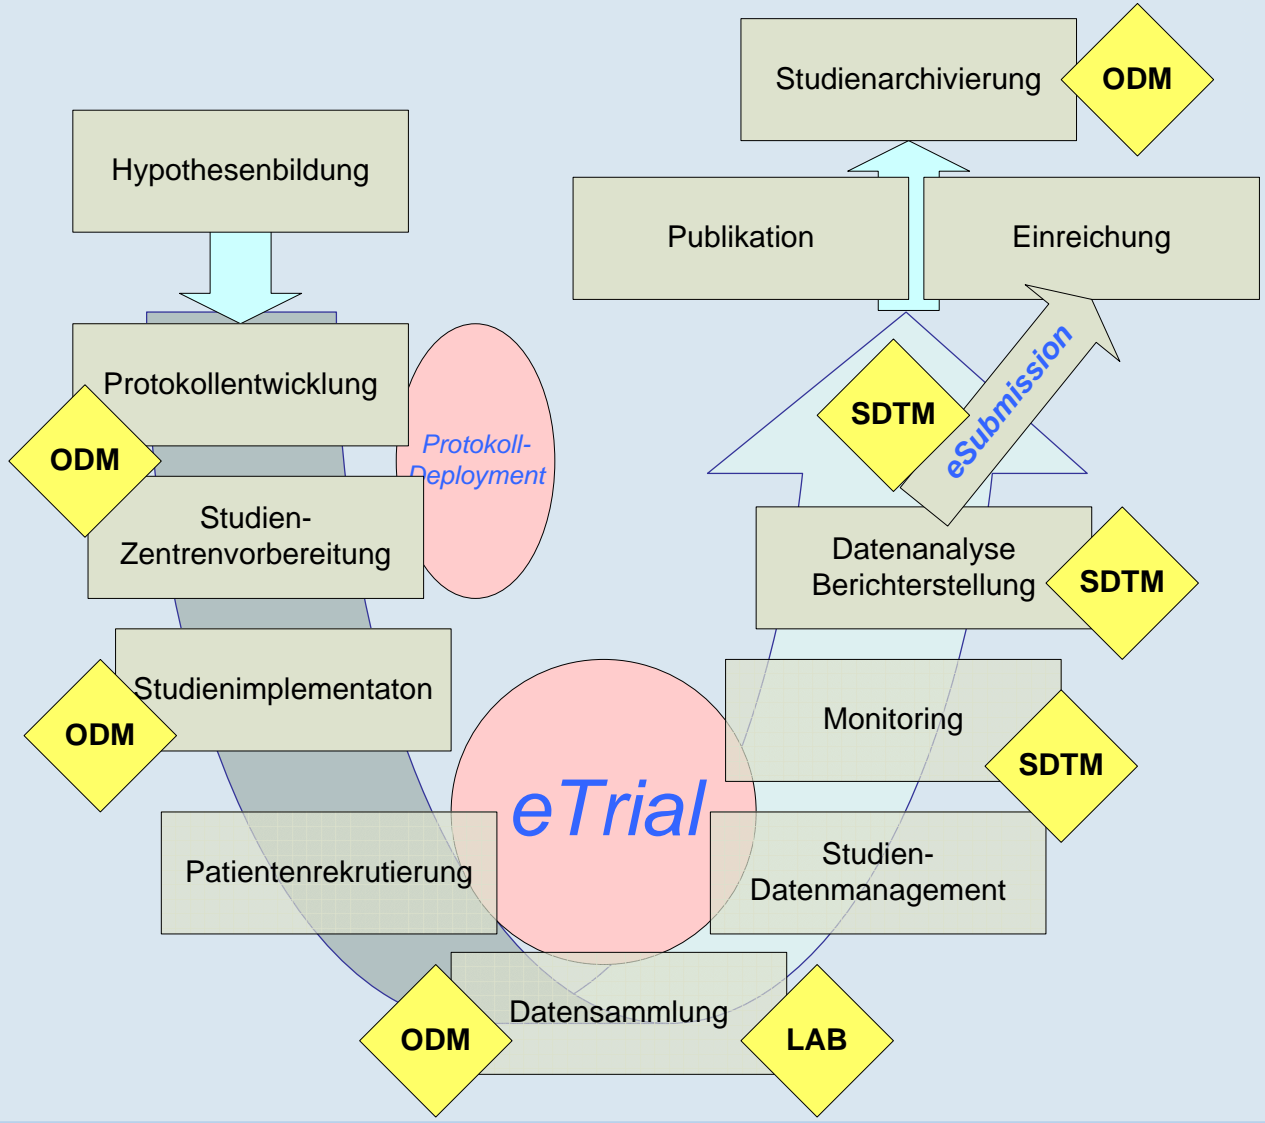 Studienarchivierung
ODM
Hypothesenbildung
Publikation
Einreichung
Protokollentwicklung
ODM
Protokoll-
Deployment
SDTM
eSubmission
Studien-
Zentrenvorbereitung
Datenanalyse
Berichterstellung
SDTM
Studienimplementaton
ODM
Monitoring
SDTM
eTrial
Patientenrekrutierung
Studien-
Datenmanagement
Datensammlung
ODM
LAB